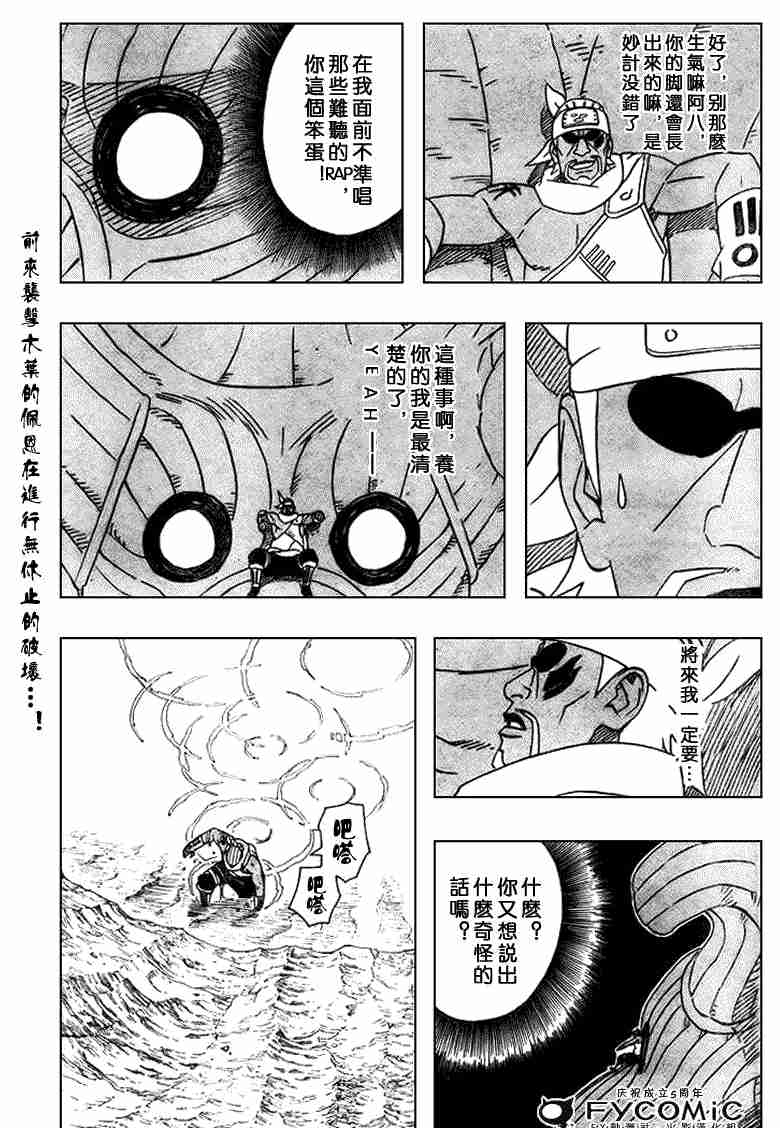 好了，别那麼
生氣嘛阿八，
你的脚還會長
出來的嘛，是
妙計没錯了
在我面前不準唱
那些難聽的RAP，
你這個笨蛋！
這種事啊，養
你的我是最清
楚的了，
YEAH——
將來我一定要…
什麼？
你又想説出
什麼奇怪的
話嗎？
吧嗒
吧嗒
前來襲擊木葉的佩恩在進行無休止的破壞…！
庆祝成立5周年
FYCOMIC